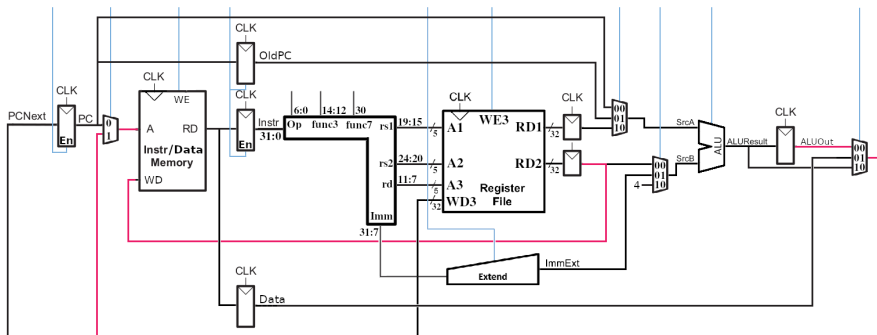 CLK
OldPC
CLK
PCNext
PC
En
0
1
CLK
WE
A
RD
Instr/Data
Memory
WD
CLK
Instr
31:0
En
6:0
14:12
30
Op
func3
func7
rs1
19:15
rs2
24:20
rd
11:7
Imm
31:7
CLK
WE3
A1
RD1
A2
RD2
A3
WD3
Register
File
5
5
5
32
CLK
32
32
00
01
10
SrcA
00
01
10
4
SrcB
ALU
ALUResult
CLK
ALUOut
00
01
10
Extend
ImmExt
CLK
Data